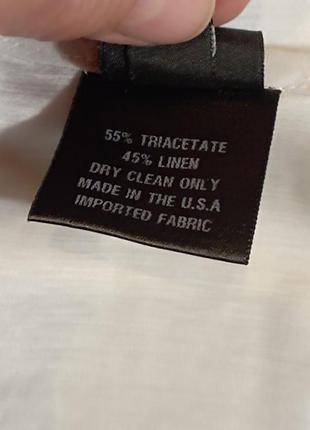 55% TRIACETATE
45% LINEN
DRY CLEAN ONLY
MADE IN THE U.S.A
IMPORTED FABRIC